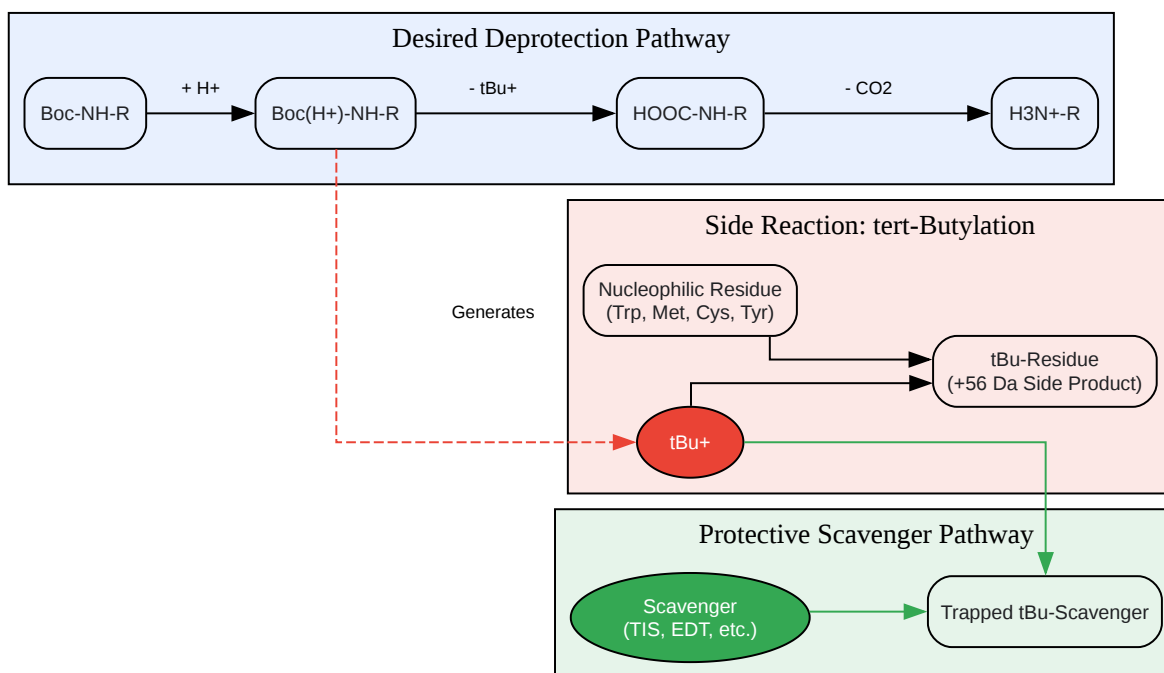 Desired Deprotection Pathway
Boc-NH-R
+ H+
Boc(H+)-NH-R
- tBu+
HOOC-NH-R
- CO2
H3N+-R
Side Reaction: tert-Butylation
Nucleophilic Residue
(Trp, Met, Cys, Tyr)
Generates
tBu-Residue
(+56 Da Side Product)
tBu+
Protective Scavenger Pathway
Scavenger
(TIS, EDT, etc.)
Trapped tBu-Scavenger